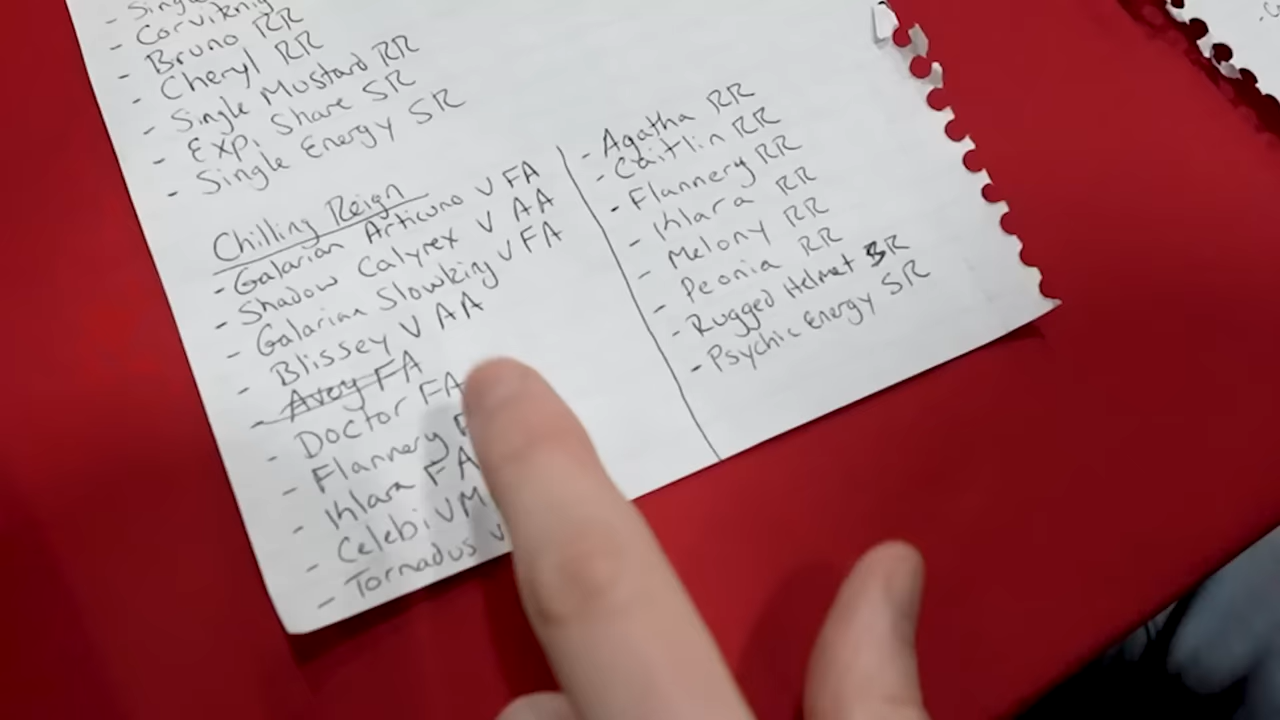 - Single
- Corviknig
- Bruno RR
- Cheryl RR
- Single Mustard RR
- Exp. Share SR
- Single Energy SR
Chilling Reign
- Galarian Articuno V FA
- Shadow Calyrex V AA
- Galarian Slowking V FA
- Blissey V AA
- Avery FA
- Doctor FA
- Flannery F
- Klara FA
- Celebi VM
- Tornadus V
- Agatha RR
- Caitlin RR
- Flannery RR
- Klara RR
- Melony RR
- Peonia RR
- Rugged Helmet SR
- Psychic Energy SR